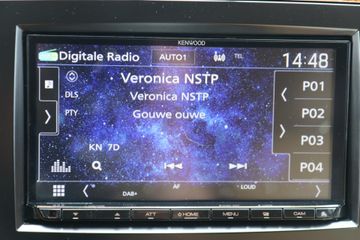 KENWOOD
Digitale Radio AUTO1 TEL 14:48
Veronica NSTP
DLS Veronica NSTP
PTY Gouwe ouwe
KN 7D
P01
P02
P03
P04
DAB+ AF LOUD
ATT HOME MENU CAM